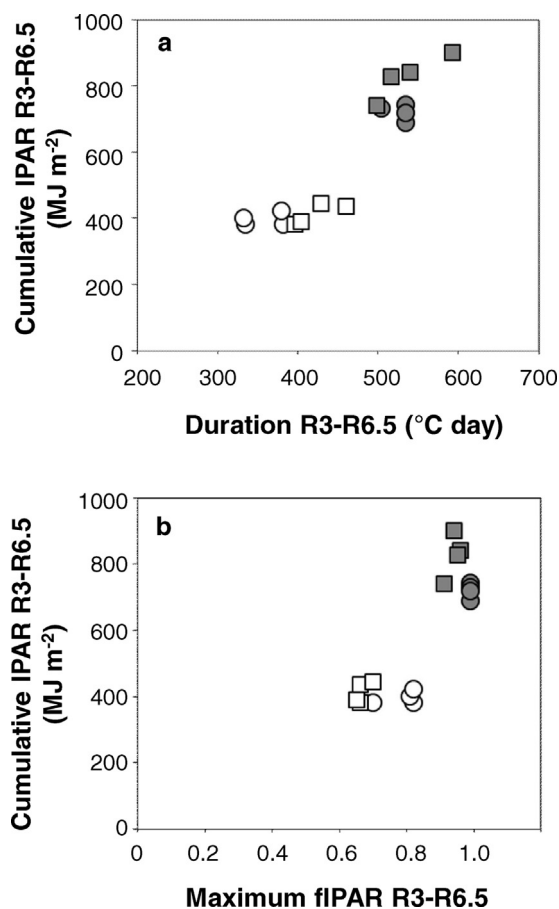 a
1000
800
600
400
200
0
Cumulative IPAR R3-R6.5
(MJ m-2)
200 300 400 500 600 700
Duration R3-R6.5 (°C day)
b
1000
800
600
400
200
0
Cumulative IPAR R3-R6.5
(MJ m-2)
0 0.2 0.4 0.6 0.8 1.0
Maximum fIPAR R3-R6.5